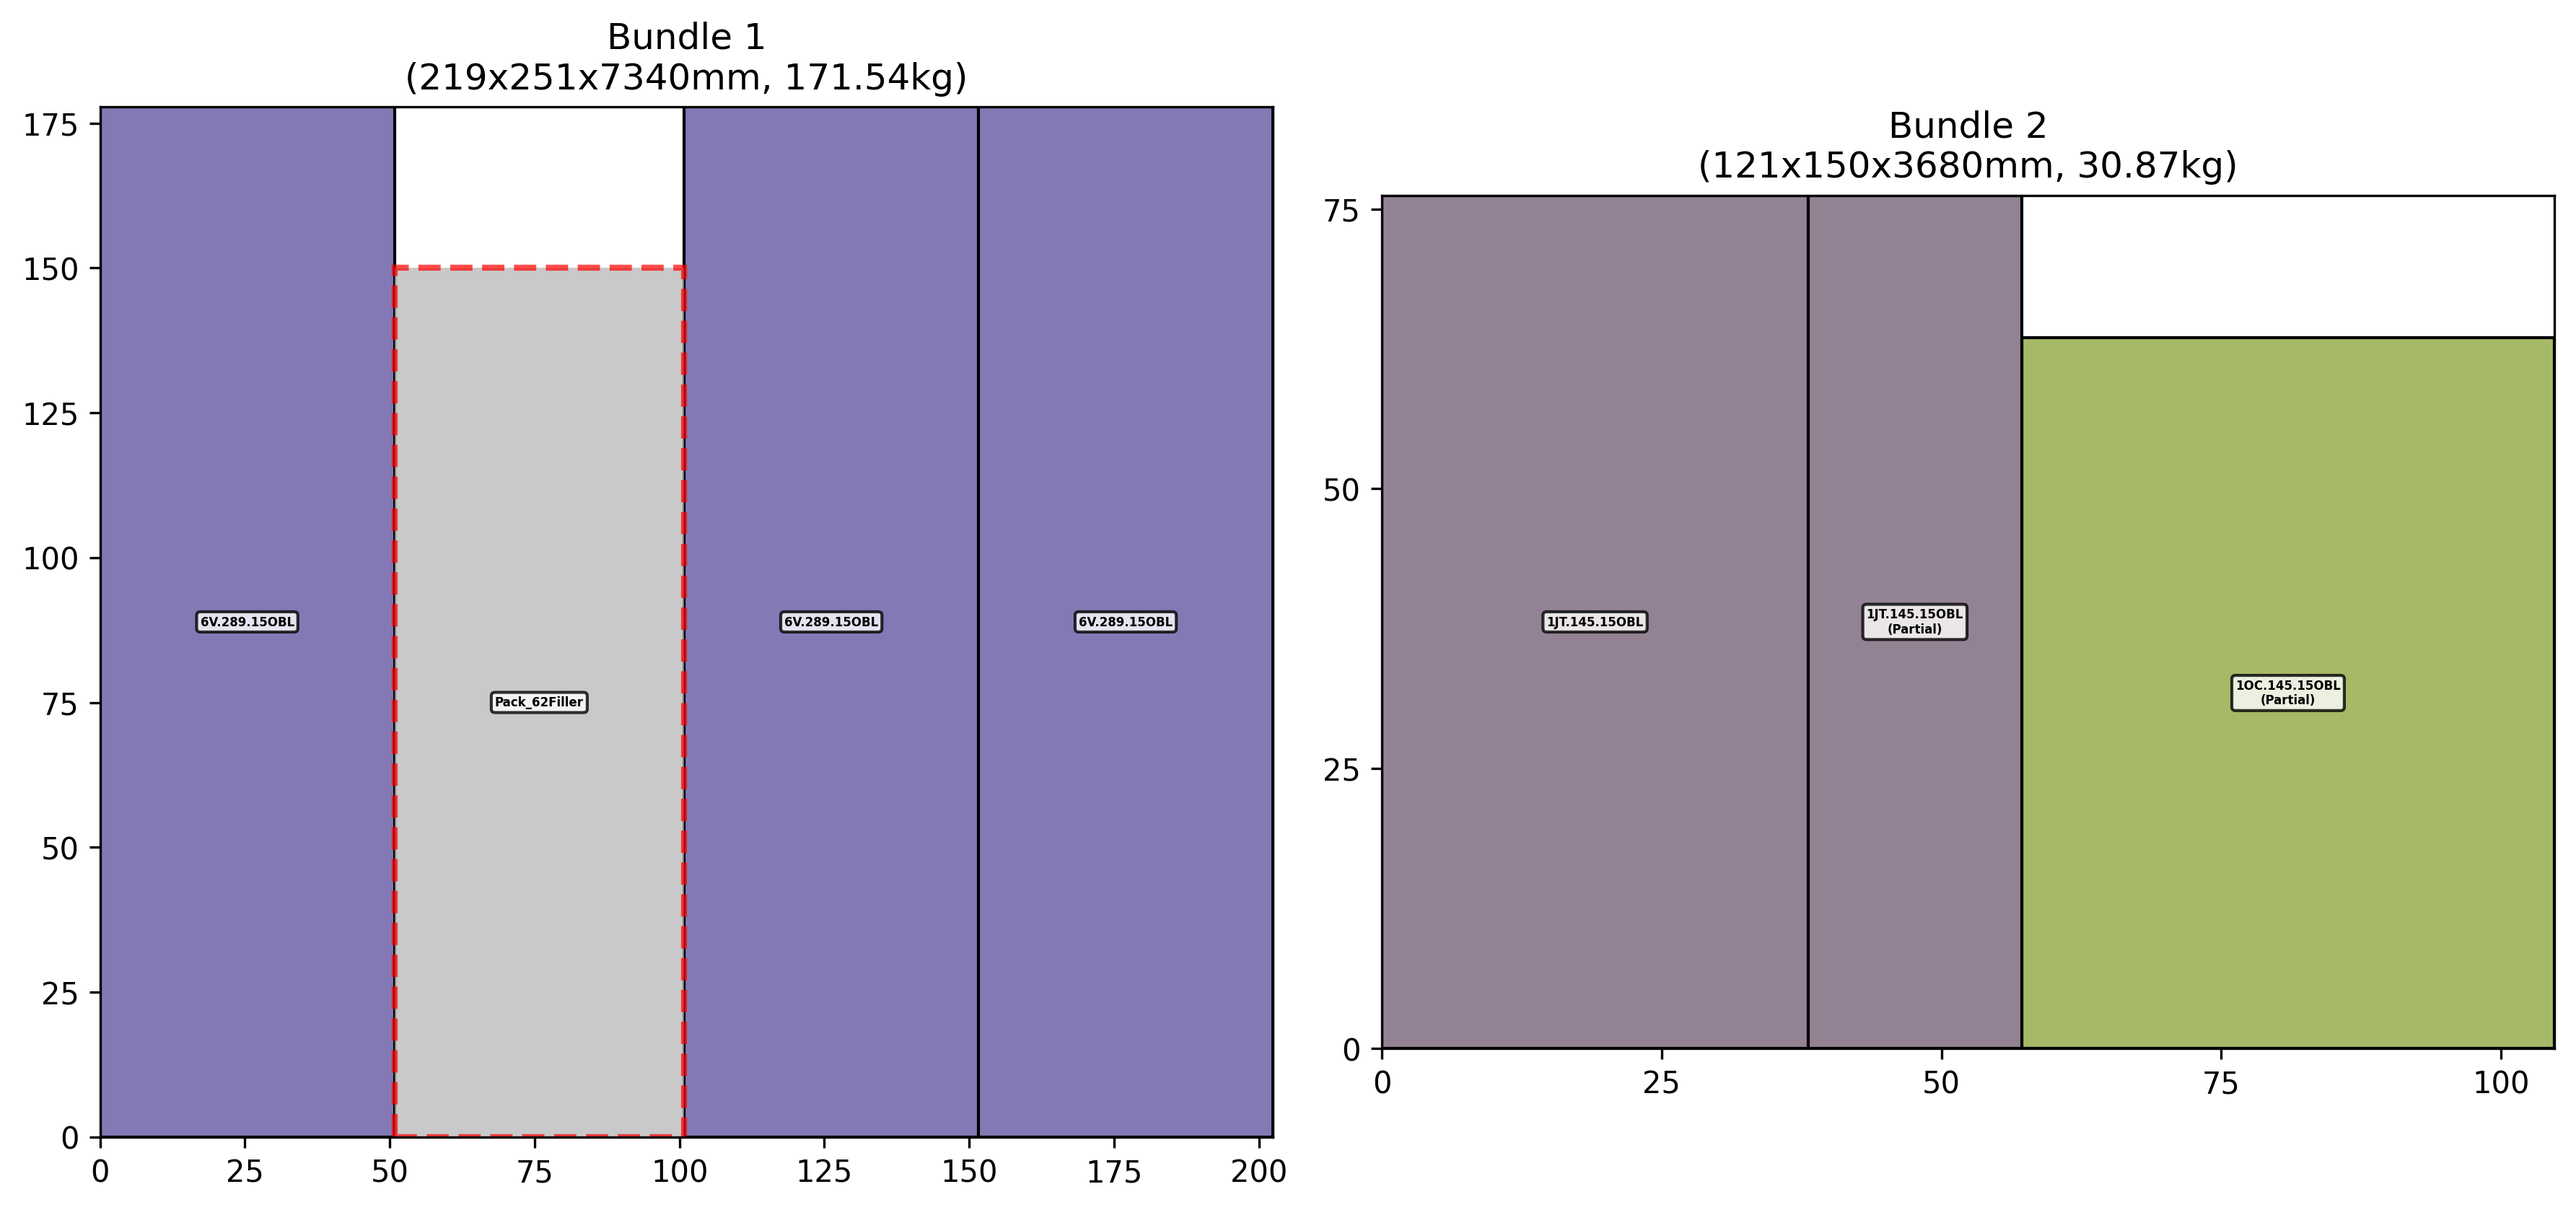 Bundle 1
(219x251x7340mm, 171.54kg)
175
150
125
100
75
50
25
0
6V.289.15OBL
Pack_62Filler
6V.289.15OBL
6V.289.15OBL
0
25
50
75
100
125
150
175
200
Bundle 2
(121x150x3680mm, 30.87kg)
75
50
25
0
1JT.145.15OBL
1JT.145.15OBL
(Partial)
1OC.145.15OBL
(Partial)
0
25
50
75
100